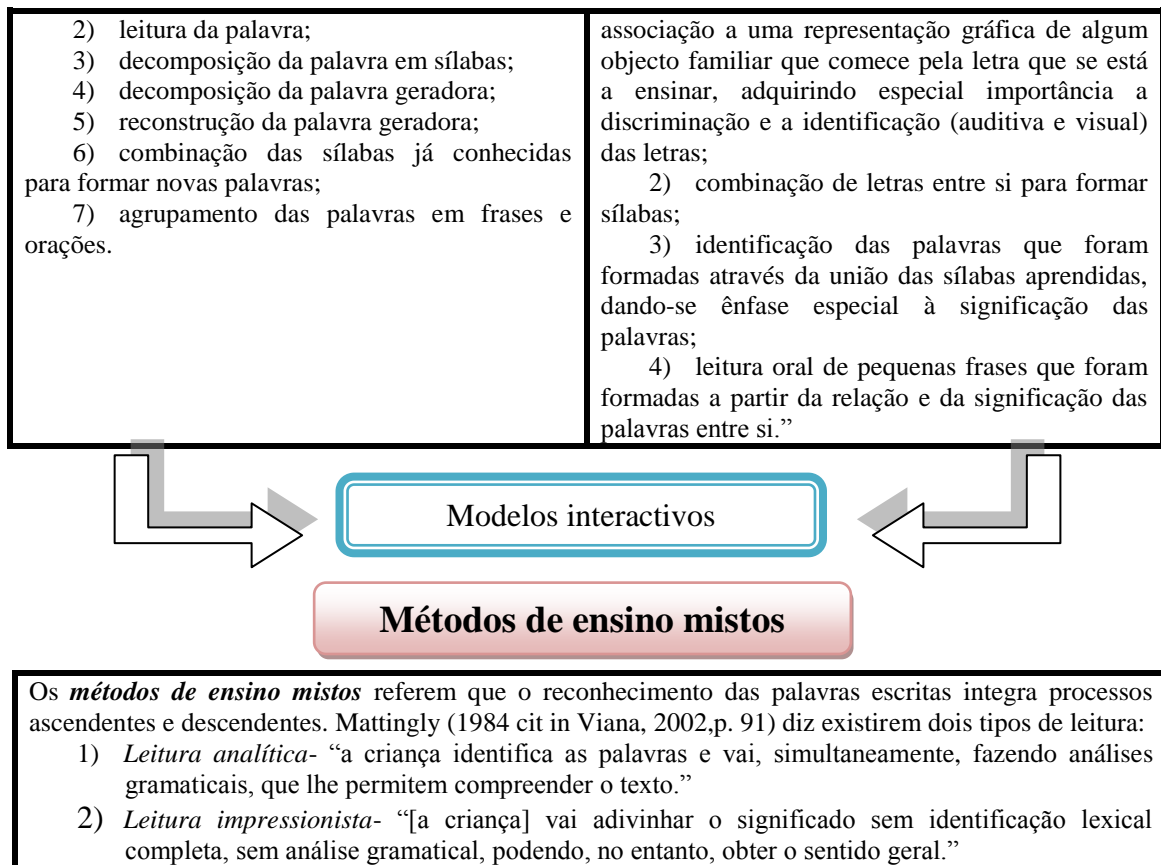 2) leitura da palavra;
3) decomposição da palavra em sílabas;
4) decomposição da palavra geradora;
5) reconstrução da palavra geradora;
6) combinação das sílabas já conhecidas
para formar novas palavras;
7) agrupamento das palavras em frases e
orações.
associação a uma representação gráfica de algum
objecto familiar que comece pela letra que se está
a ensinar, adquirindo especial importância a
discriminação e a identificação (auditiva e visual)
das letras;
2) combinação de letras entre si para formar
sílabas;
3) identificação das palavras que foram
formadas através da união das sílabas aprendidas,
dando-se ênfase especial à significação das
palavras;
4) leitura oral de pequenas frases que foram
formadas a partir da relação e da significação das
palavras entre si.”
Modelos interactivos
Métodos de ensino mistos
Os métodos de ensino mistos referem que o reconhecimento das palavras escritas integra processos
ascendentes e descendentes. Mattingly (1984 cit in Viana, 2002,p. 91) diz existirem dois tipos de leitura:
1) Leitura analítica- “a criança identifica as palavras e vai, simultaneamente, fazendo análises
gramaticais, que lhe permitem compreender o texto.”
2) Leitura impressionista- “[a criança] vai adivinhar o significado sem identificação lexical
completa, sem análise gramatical, podendo, no entanto, obter o sentido geral.”